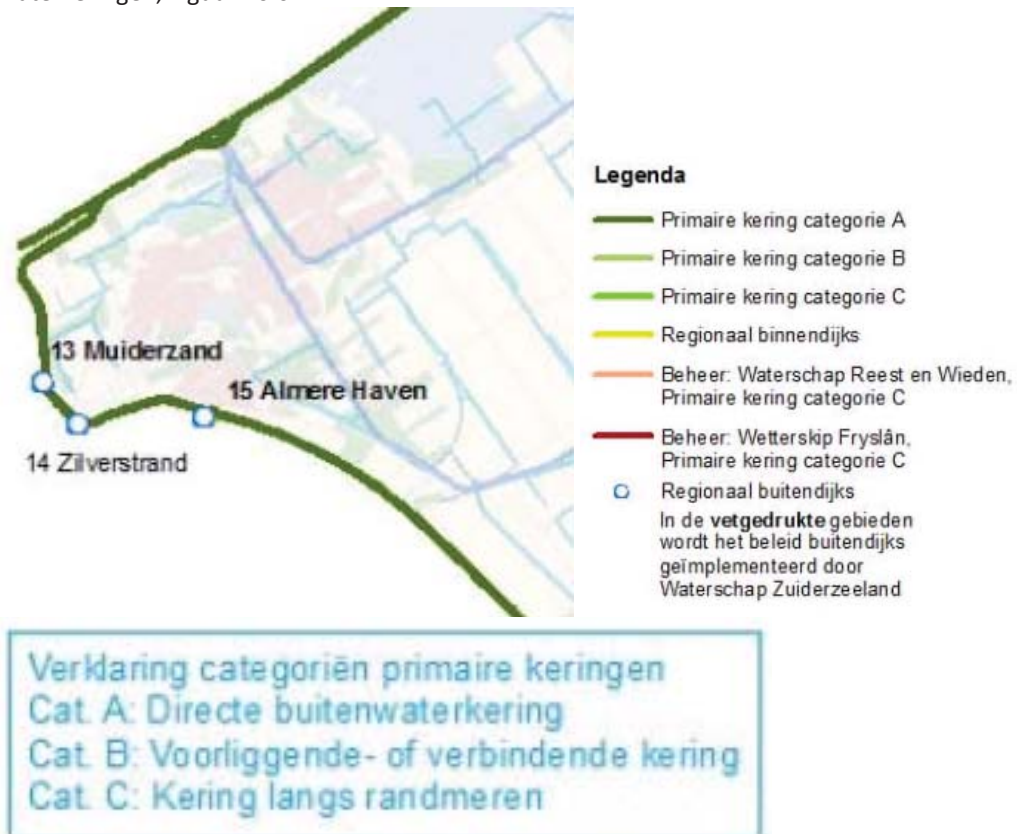 13 Muiderzand
15 Almere Haven
14 Zilverstrand
Legenda
Primaire kering categorie A
Primaire kering categorie B
Primaire kering categorie C
Regionaal binnendijks
Beheer: Waterschap Reest en Wieden,
Primaire kering categorie C
Beheer: Wetterskip Fryslân,
Primaire kering categorie C
Regionaal buitendijks
In de vetgedrukte gebieden
wordt het beleid buitendijks
geïmplementeerd door
Waterschap Zuiderzeeland
Verklaring categoriën primaire keringen
Cat. A: Directe buitenwaterkering
Cat. B: Voorliggende- of verbindende kering
Cat. C: Kering langs randmeren